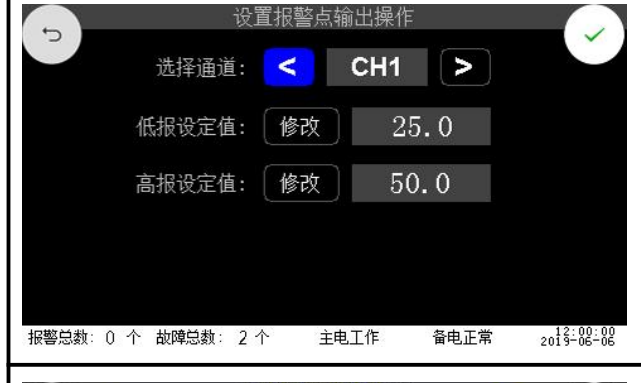 设置报警点输出操作
选择通道： < CH1 >
低报设定值： 修改 25.0
高报设定值： 修改 50.0
报警总数： 0 个 故障总数： 2 个 主电工作 备电正常 12:00:00
2019-06-06